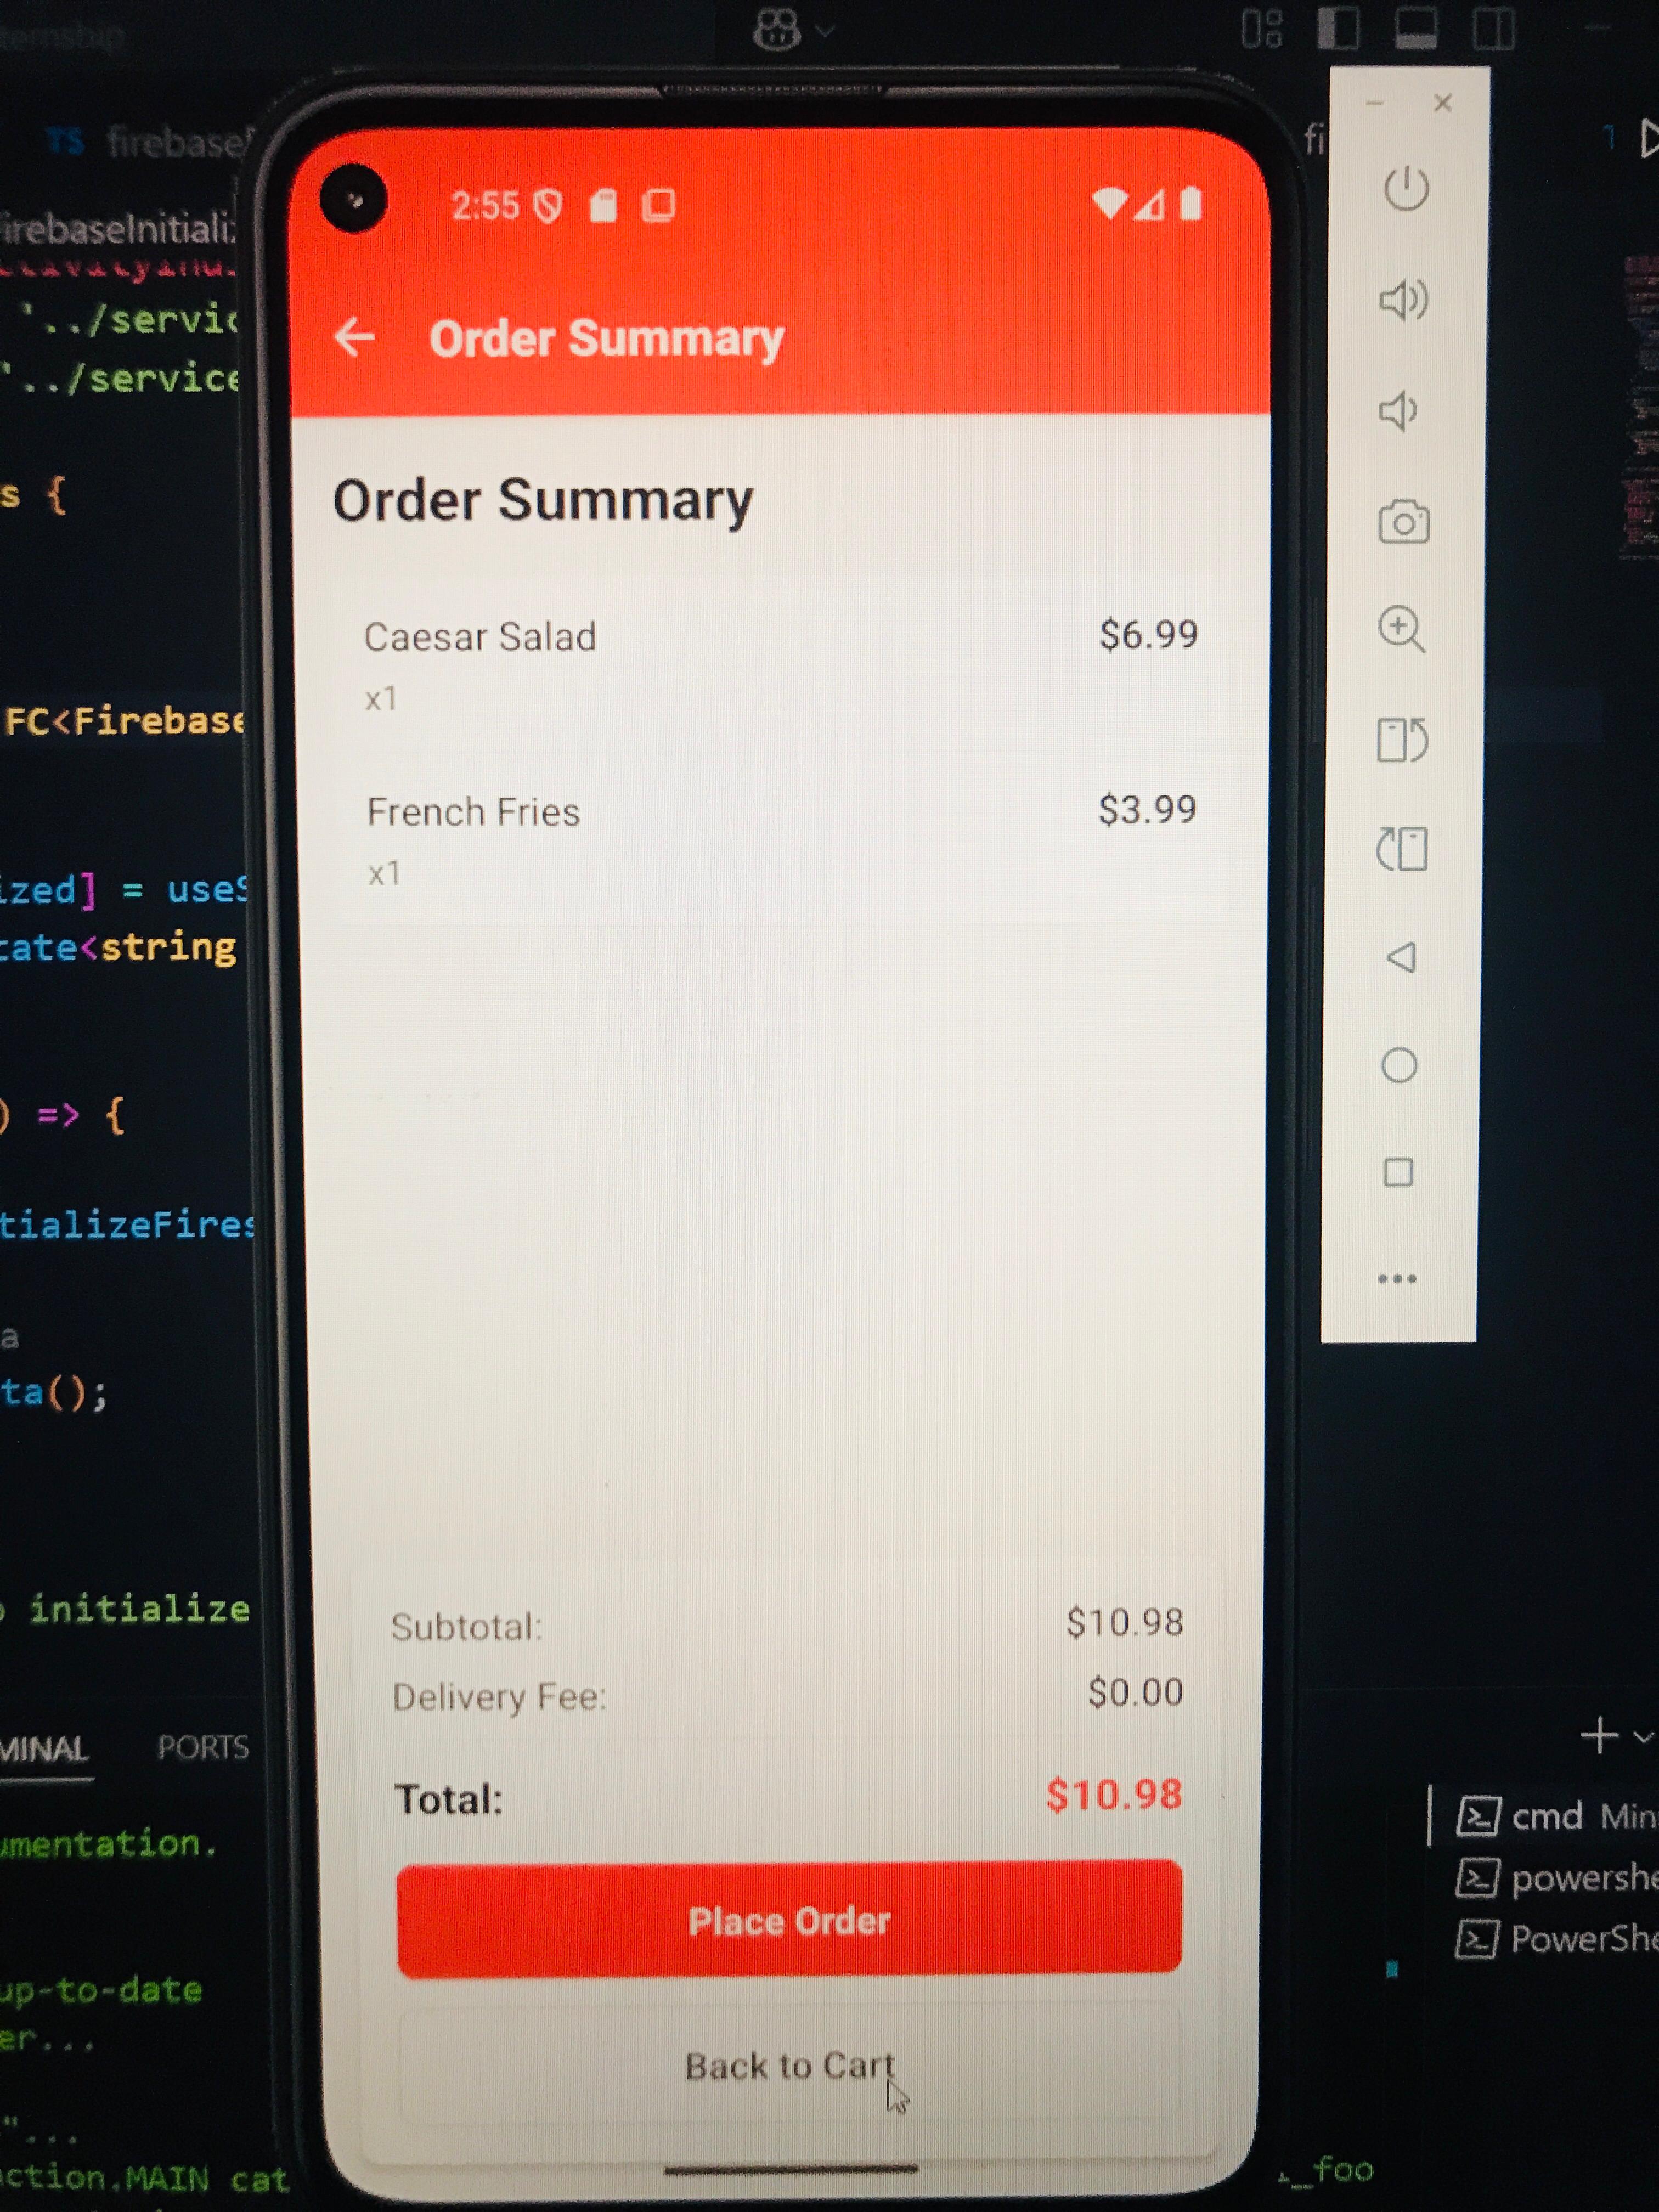 2:55
Order Summary
Order Summary
Caesar Salad $6.99
x1
French Fries $3.99
x1
Subtotal: $10.98
Delivery Fee: $0.00
Total: $10.98
Place Order
Back to Cart
TS firebase
fi 1
irebaseInitiali
'../servic
'../service
s {
FC<Firebase
ized] = useS
tate<string
) => {
tializeFires
a
ta();
initialize
MINAL PORTS
umentation.
up-to-date
er...
"...
ction.MAIN cat
cmd Min
powershe
PowerShe
_foo